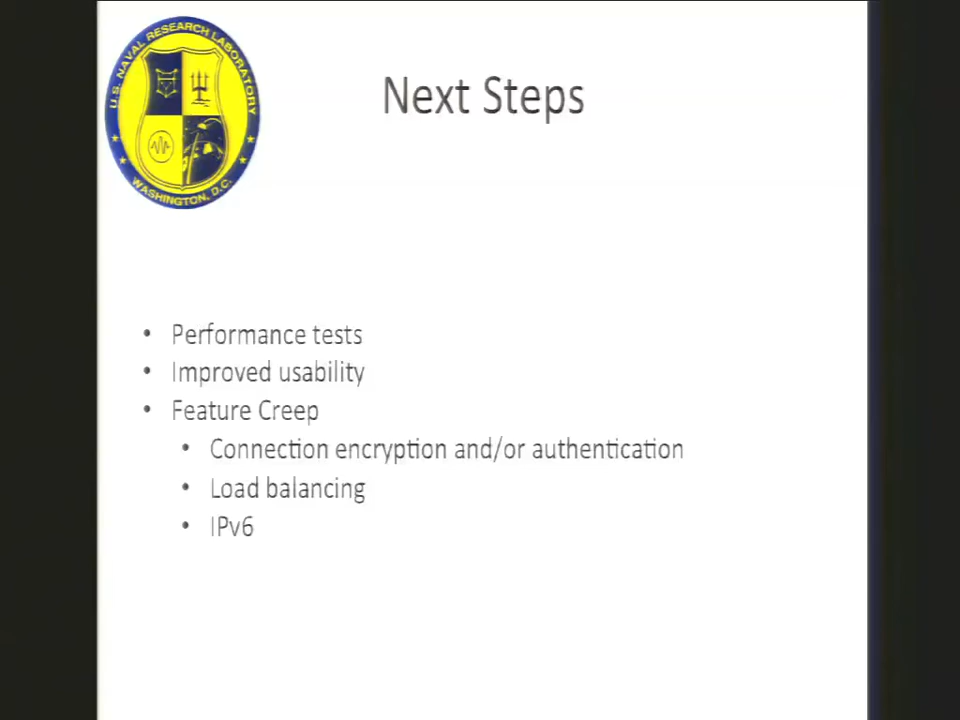 U.S. NAVAL RESEARCH LABORATORY
WASHINGTON, D.C.
Next Steps
• Performance tests
• Improved usability
• Feature Creep
• Connection encryption and/or authentication
• Load balancing
• IPv6